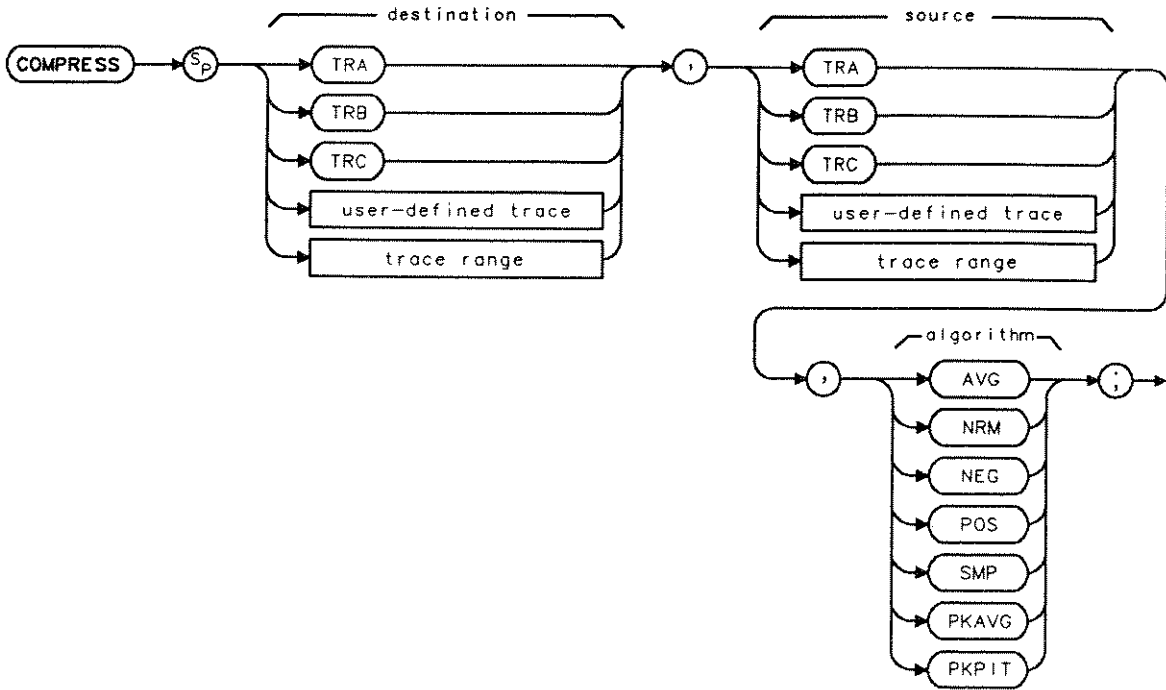 destination
source
COMPRESS
SP
TRA
,
TRA
TRB
TRB
TRC
TRC
user-defined trace
user-defined trace
trace range
trace range
algorithm
,
AVG
;
NRM
NEG
POS
SMP
PKAVG
PKPIT